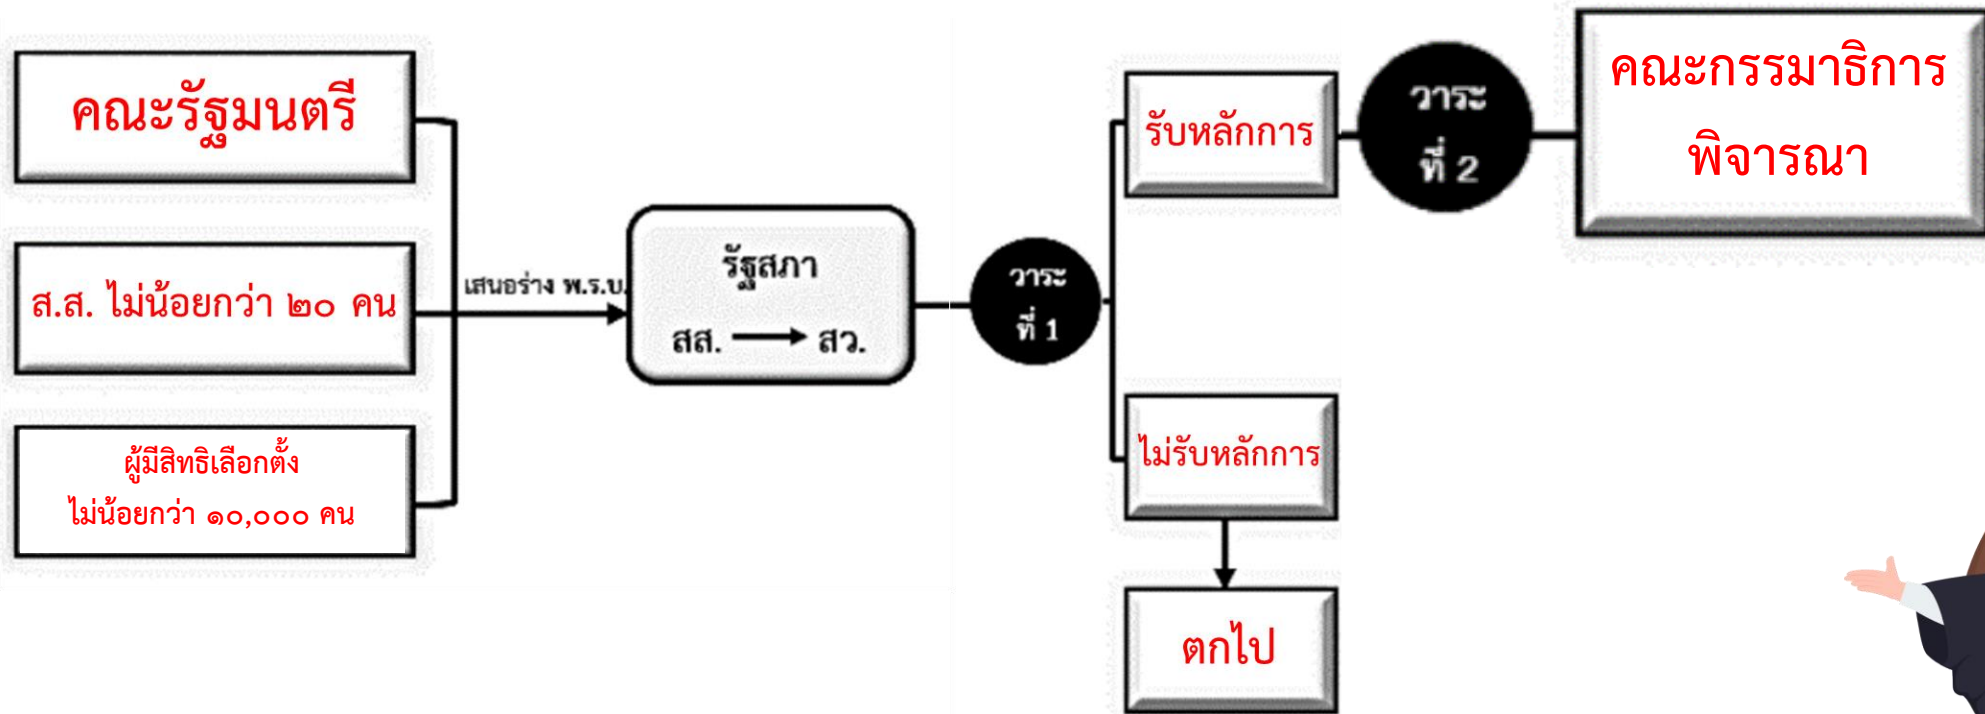 คณะรัฐมนตรี
ส.ส. ไม่น้อยกว่า ๒๐ คน
ผู้มีสิทธิเลือกตั้ง
ไม่น้อยกว่า ๑๐,๐๐๐ คน
เสนอร่าง พ.ร.บ.
รัฐสภา
สส. → สว.
วาระ
ที่ 1
รับหลักการ
ไม่รับหลักการ
ตกไป
วาระ
ที่ 2
คณะกรรมาธิการ
พิจารณา